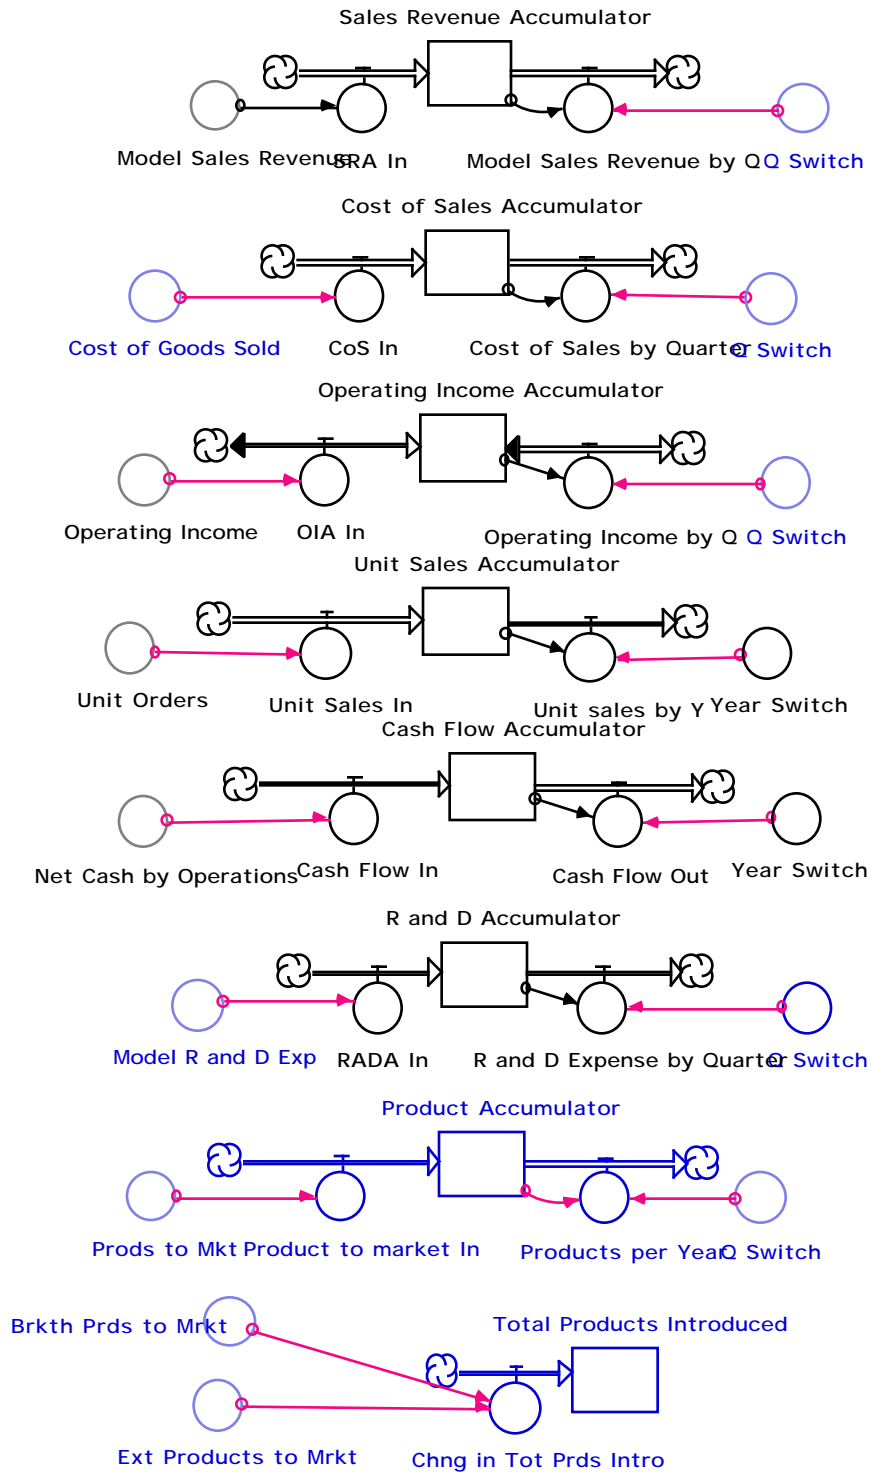 Sales Revenue Accumulator
Model Sales Revenue SRA In Model Sales Revenue by Q Q Switch
Cost of Sales Accumulator
Cost of Goods Sold CoS In Cost of Sales by Quarter Q Switch
Operating Income Accumulator
Operating Income OIA In Operating Income by Q Q Switch
Unit Sales Accumulator
Unit Orders Unit Sales In Unit sales by Y Year Switch
Cash Flow Accumulator
Net Cash by Operations Cash Flow In Cash Flow Out Year Switch
R and D Accumulator
Model R and D Exp RADA In R and D Expense by Quarter Q Switch
Product Accumulator
Prods to Mkt Product to market In Products per Year Q Switch
Brkth Prds to Mrkt Total Products Introduced
Ext Products to Mrkt Chng in Tot Prds Intro